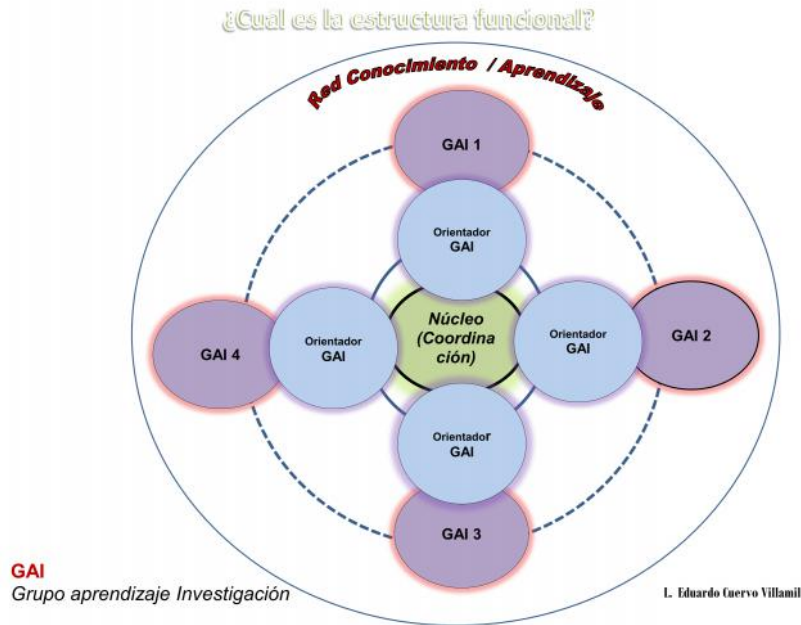 ¿Cuál es la estructura funcional?
Red Conocimiento / Aprendizaje
GAI 1
Orientador
GAI
GAI 4
Orientador
GAI
Núcleo
(Coordina
ción)
Orientador
GAI
GAI 2
Orientador
GAI
GAI 3
GAI
Grupo aprendizaje Investigación
L. Eduardo Cuervo Villamil